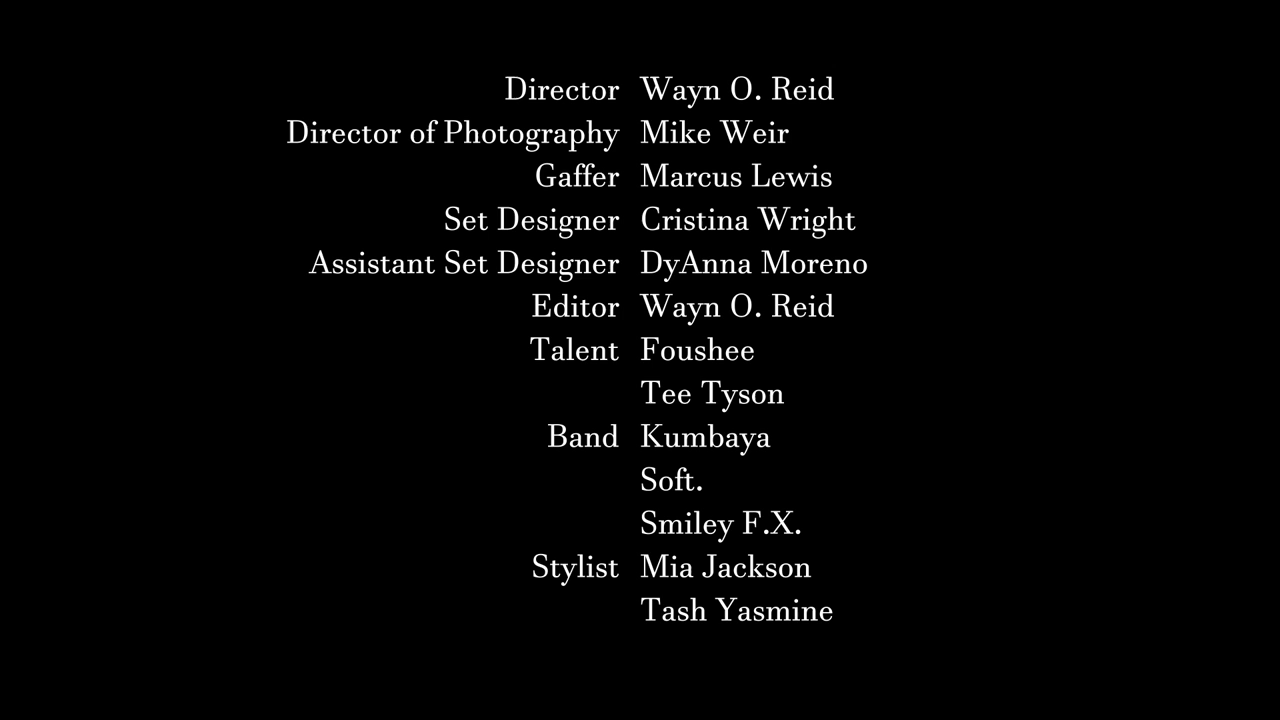 Director Wayn O. Reid
Director of Photography Mike Weir
Gaffer Marcus Lewis
Set Designer Cristina Wright
Assistant Set Designer DyAnna Moreno
Editor Wayn O. Reid
Talent Foushee
Tee Tyson
Band Kumbaya
Soft.
Smiley F.X.
Stylist Mia Jackson
Tash Yasmine